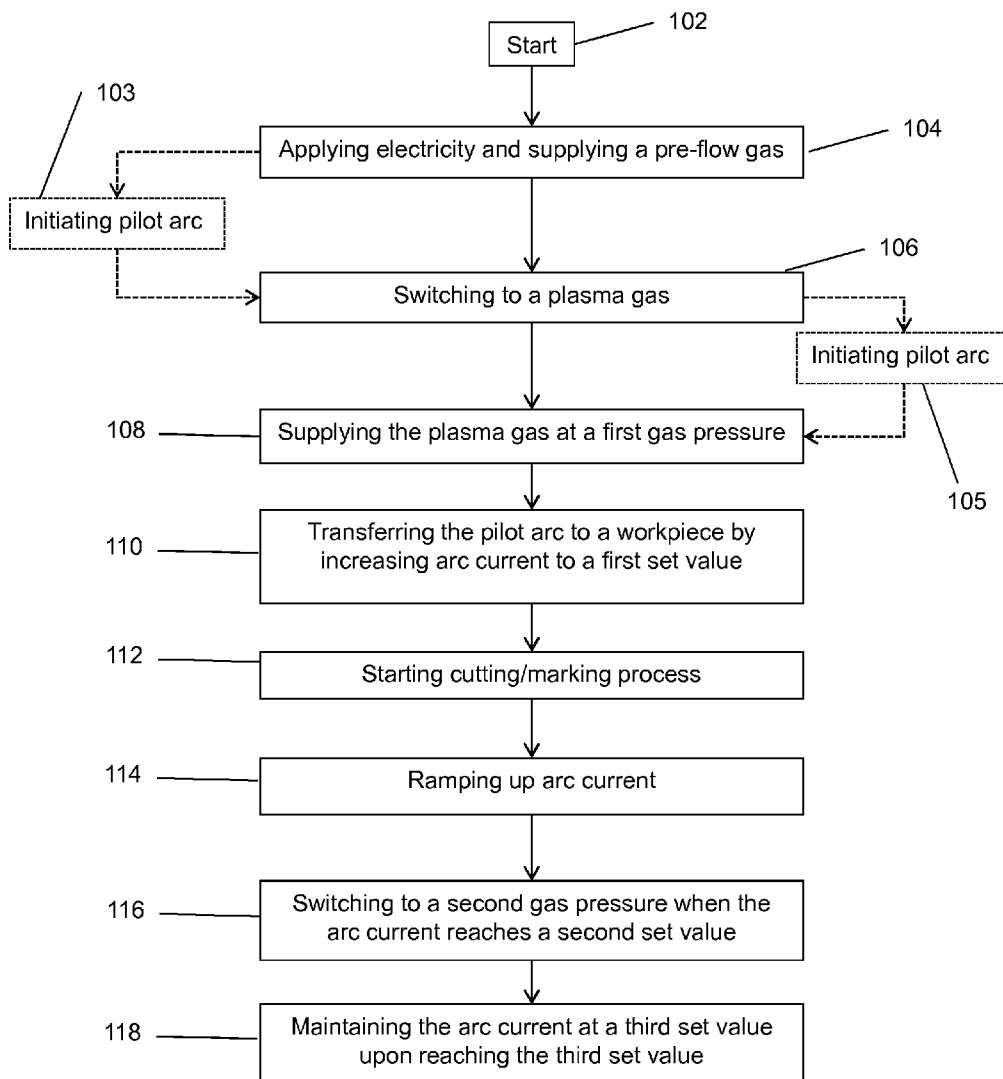 102
Start
103
104
Applying electricity and supplying a pre-flow gas
Initiating pilot arc
106
Switching to a plasma gas
Initiating pilot arc
108
Supplying the plasma gas at a first gas pressure
105
110
Transferring the pilot arc to a workpiece by
increasing arc current to a first set value
112
Starting cutting/marking process
114
Ramping up arc current
116
Switching to a second gas pressure when the
arc current reaches a second set value
118
Maintaining the arc current at a third set value
upon reaching the third set value